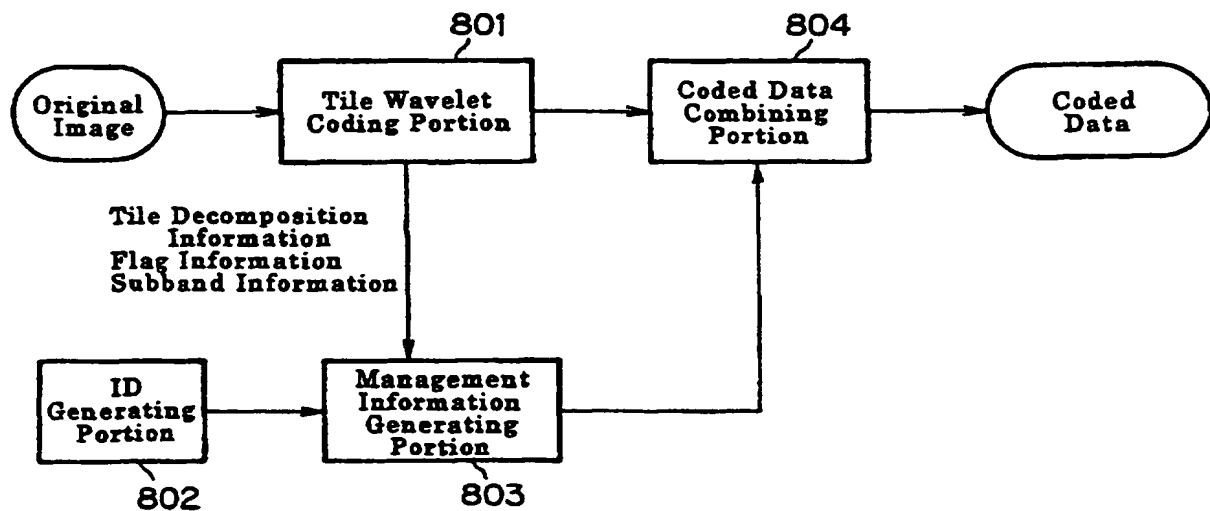 801
804
Original
Image
Tile Wavelet
Coding Portion
Coded Data
Combining
Portion
Coded
Data
Tile Decomposition
Information
Flag Information
Subband Information
ID
Generating
Portion
Management
Information
Generating
Portion
802
803